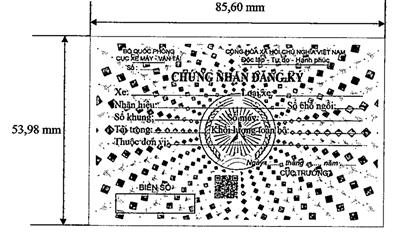 85,60 mm
53,98 mm
BỘ QUỐC PHÒNG
CỤC XE MÁY - VẬN TẢI
Số:
CỘNG HÒA XÃ HỘI CHỦ NGHĨA VIỆT NAM
Độc lập - Tự do - Hạnh phúc
CHỨNG NHẬN ĐĂNG KÝ
Xe: Loại xe:
Nhãn hiệu: Số chỗ ngồi:
Số khung: Số máy:
Tải trọng: Khối lượng toàn bộ:
Thuộc đơn vị:
Ngày tháng năm
CỤC TRƯỞNG
BIỂN SỐ